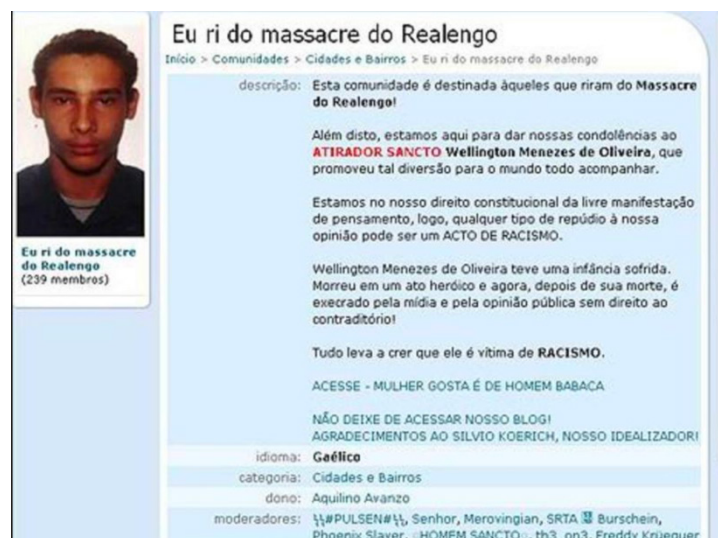 Eu ri do massacre do Realengo
Início > Comunidades > Cidades e Bairros > Eu ri do massacre do Realengo
Eu ri do massacre
do Realengo
(239 membros)
descrição: Esta comunidade é destinada àqueles que riram do Massacre
do Realengo!
Além disto, estamos aqui para dar nossas condolências ao
ATIRADOR SANCTO Wellington Menezes de Oliveira, que
promoveu tal diversão para o mundo todo acompanhar.
Estamos no nosso direito constitucional da livre manifestação
de pensamento, logo, qualquer tipo de repúdio à nossa
opinião pode ser um ACTO DE RACISMO.
Wellington Menezes de Oliveira teve uma infância sofrida.
Morreu em um ato heróico e agora, depois de sua morte, é
execrado pela mídia e pela opinião pública sem direito ao
contraditório!
Tudo leva a crer que ele é vítima de RACISMO.
ACESSE - MULHER GOSTA É DE HOMEM BABACA
NÃO DEIXE DE ACESSAR NOSSO BLOG!
AGRADECIMENTOS AO SILVIO KOERICH, NOSSO IDEALIZADOR!
idioma: Gaélico
categoria: Cidades e Bairros
dono: Aquilino Avanzo
moderadores: #PULSEN#, Senhor, Merovingian, SRTA Burschein,
Phoenix Slayer, HOMEM SANCTO, th3_on3, Freddy Krüeguer